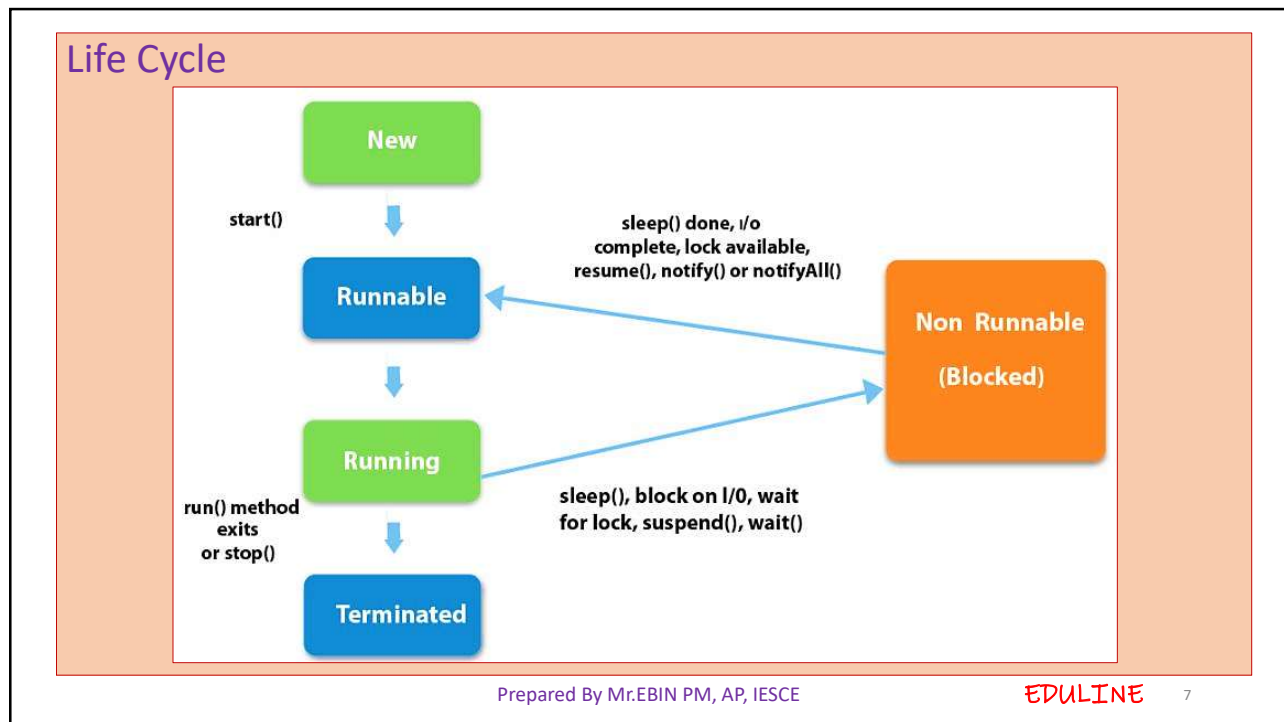 Life Cycle
New
start()
sleep() done, I/o
complete, lock available,
resume(), notify() or notifyAll()
Runnable
Non Runnable
(Blocked)
Running
run() method
exits
or stop()
sleep(), block on I/0, wait
for lock, suspend(), wait()
Terminated
Prepared By Mr.EBIN PM, AP, IESCE
EDULINE
7